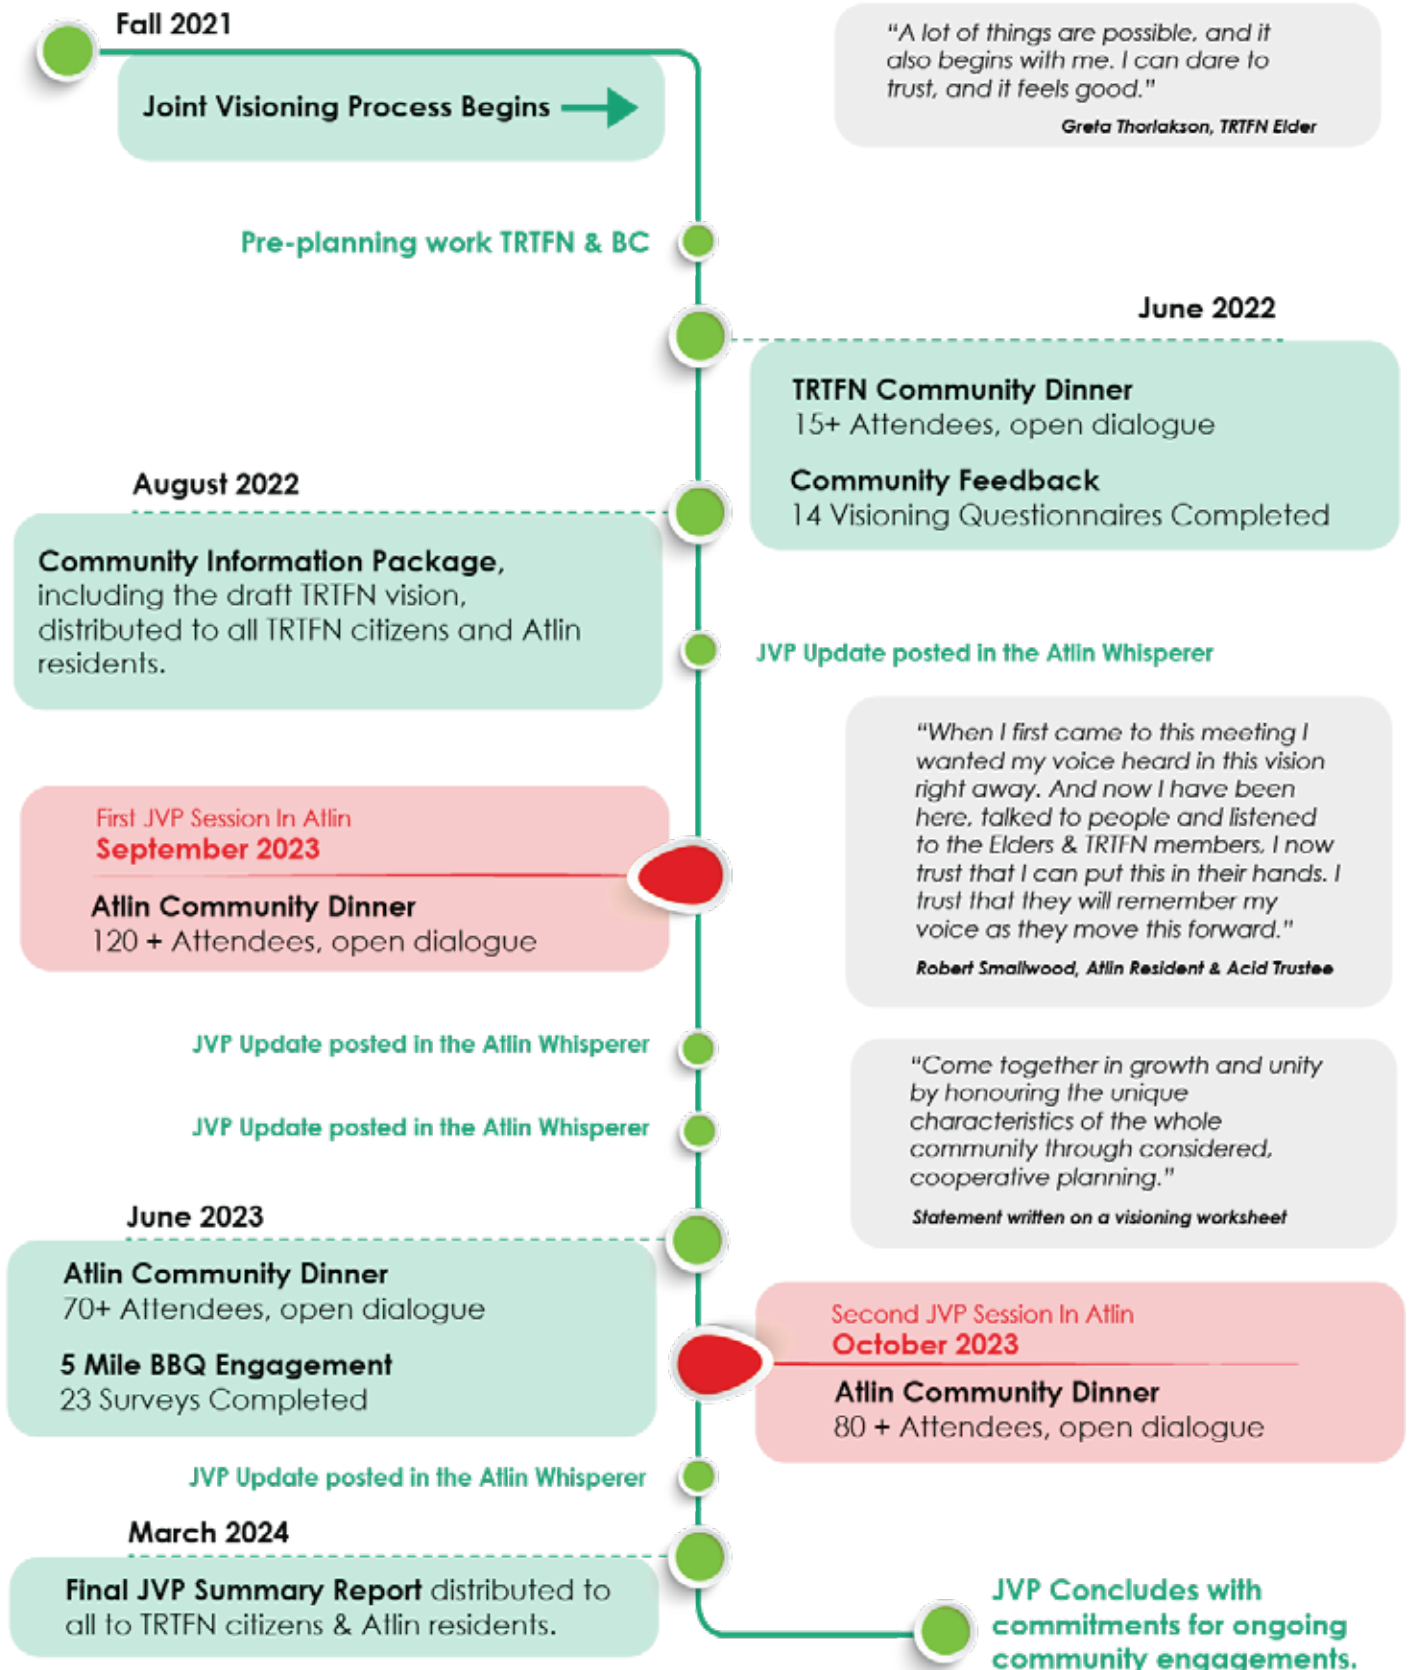 Fall 2021
Joint Visioning Process Begins
"A lot of things are possible, and it
also begins with me. I can dare to
trust, and it feels good."
Greta Thorlakson, TRTFN Elder
Pre-planning work TRTFN & BC
June 2022
TRTFN Community Dinner
15+ Attendees, open dialogue
Community Feedback
14 Visioning Questionnaires Completed
August 2022
Community Information Package,
including the draft TRTFN vision,
distributed to all TRTFN citizens and Atlin
residents.
JVP Update posted in the Atlin Whisperer
"When I first came to this meeting I
wanted my voice heard in this vision
right away. And now I have been
here, talked to people and listened
to the Elders & TRTFN members, I now
trust that I can put this in their hands. I
trust that they will remember my
voice as they move this forward."
Robert Smallwood, Atlin Resident & Acid Trustee
First JVP Session In Atlin
September 2023
Atlin Community Dinner
120 + Attendees, open dialogue
JVP Update posted in the Atlin Whisperer
"Come together in growth and unity
by honouring the unique
characteristics of the whole
community through considered,
cooperative planning."
Statement written on a visioning worksheet
JVP Update posted in the Atlin Whisperer
June 2023
Atlin Community Dinner
70+ Attendees, open dialogue
5 Mile BBQ Engagement
23 Surveys Completed
Second JVP Session In Atlin
October 2023
Atlin Community Dinner
80 + Attendees, open dialogue
JVP Update posted in the Atlin Whisperer
March 2024
Final JVP Summary Report distributed to
all to TRTFN citizens & Atlin residents.
JVP Concludes with
commitments for ongoing
community engagements.